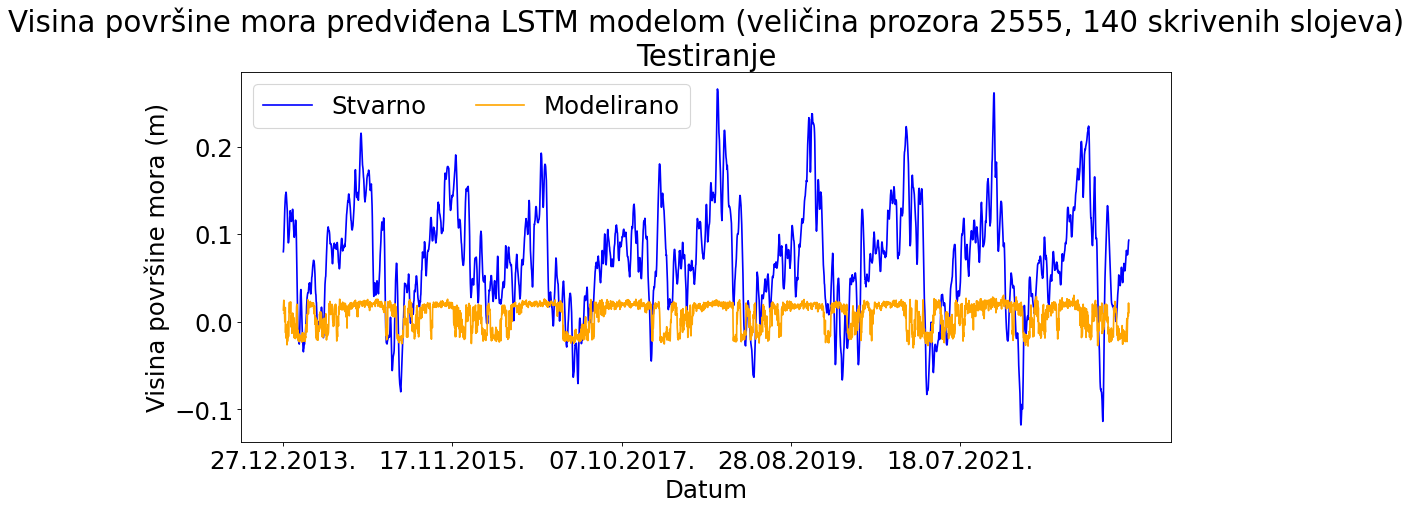 Visina površine mora predviđena LSTM modelom (veličina prozora 2555, 140 skrivenih slojeva)
Testiranje
Stvarno Modelirano
Visina površine mora (m)
0.2
0.1
0.0
−0.1
27.12.2013. 17.11.2015. 07.10.2017. 28.08.2019. 18.07.2021.
Datum